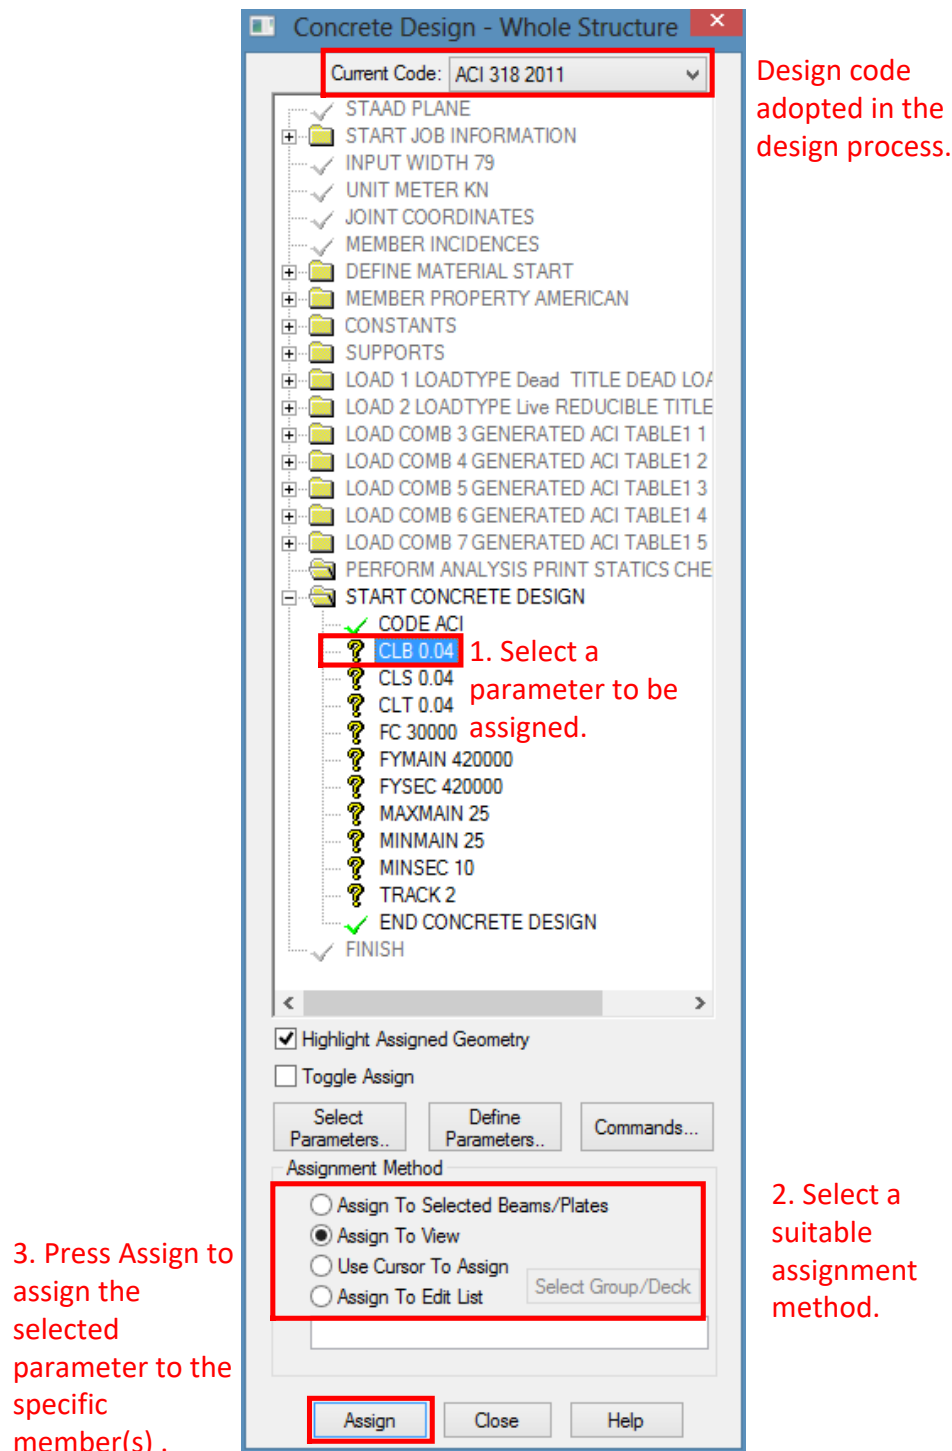 Concrete Design - Whole Structure
Current Code: ACI 318 2011
Design code
adopted in the
design process.
STAAD PLANE
START JOB INFORMATION
INPUT WIDTH 79
UNIT METER KN
JOINT COORDINATES
MEMBER INCIDENCES
DEFINE MATERIAL START
MEMBER PROPERTY AMERICAN
CONSTANTS
SUPPORTS
LOAD 1 LOADTYPE Dead TITLE DEAD LOA
LOAD 2 LOADTYPE Live REDUCIBLE TITLE
LOAD COMB 3 GENERATED ACI TABLE1 1
LOAD COMB 4 GENERATED ACI TABLE1 2
LOAD COMB 5 GENERATED ACI TABLE1 3
LOAD COMB 6 GENERATED ACI TABLE1 4
LOAD COMB 7 GENERATED ACI TABLE1 5
PERFORM ANALYSIS PRINT STATICS CHE
START CONCRETE DESIGN
CODE ACI
CLB 0.04
CLS 0.04
CLT 0.04
FC 30000
1. Select a
parameter to be
assigned.
FYMAIN 420000
FYSEC 420000
MAXMAIN 25
MINMAIN 25
MINSEC 10
TRACK 2
END CONCRETE DESIGN
FINISH
Highlight Assigned Geometry
Toggle Assign
Select Parameters..
Define Parameters..
Commands...
Assignment Method
Assign To Selected Beams/Plates
Assign To View
Use Cursor To Assign
Assign To Edit List
Select Group/Deck
2. Select a
suitable
assignment
method.
3. Press Assign to
assign the
selected
parameter to the
specific
member(s) .
Assign
Close
Help